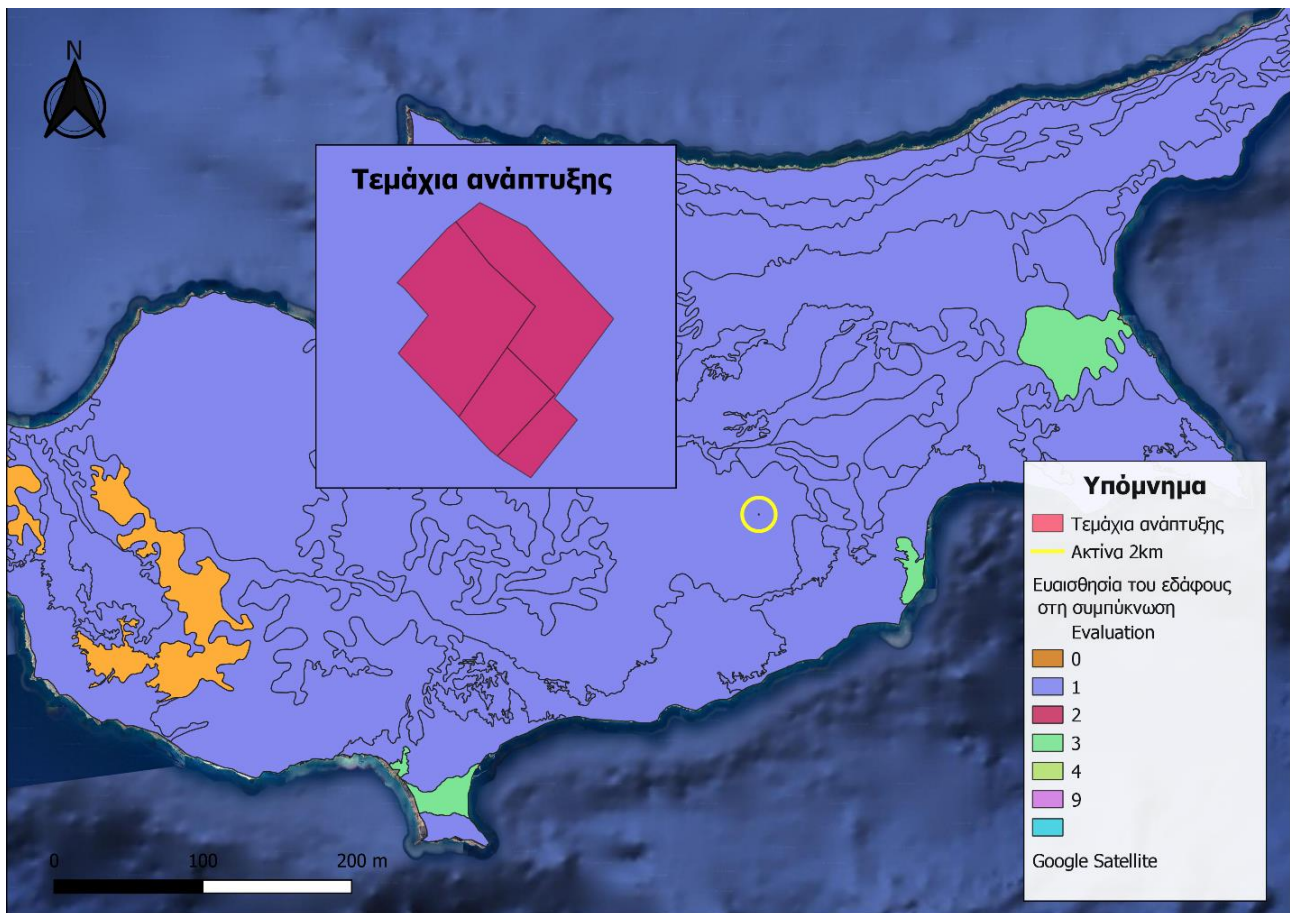 N
Τεμάχια ανάπτυξης
Υπόμνημα
Τεμάχια ανάπτυξης
Ακτίνα 2km
Ευαισθησία του εδάφους
στη συμπύκνωση
Evaluation
0
1
2
3
4
9
Google Satellite
0 100 200 m